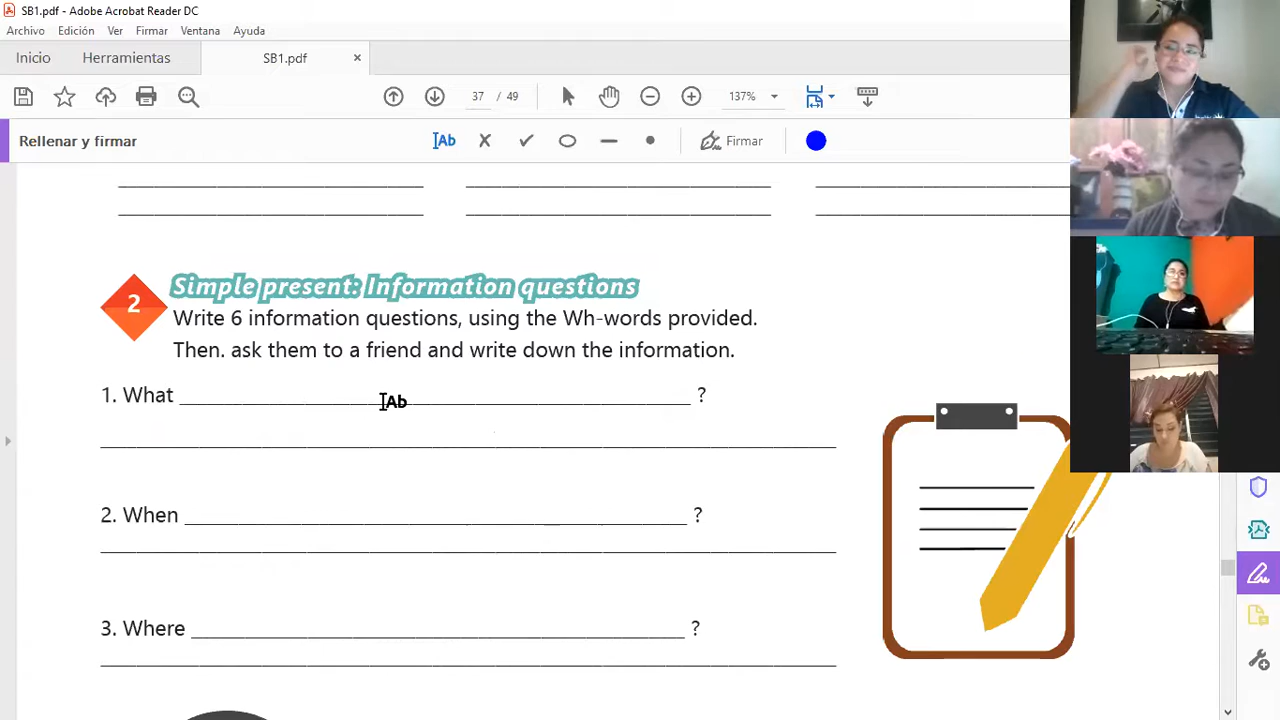 SB1.pdf - Adobe Acrobat Reader DC
Archivo Edición Ver Firmar Ventana Ayuda
Inicio Herramientas SB1.pdf ×
37 / 49 137%
Rellenar y firmar IAb Firmar
2 Simple present: Information questions
Write 6 information questions, using the Wh-words provided.
Then. ask them to a friend and write down the information.
1. What ?
IAb
2. When ?
3. Where ?